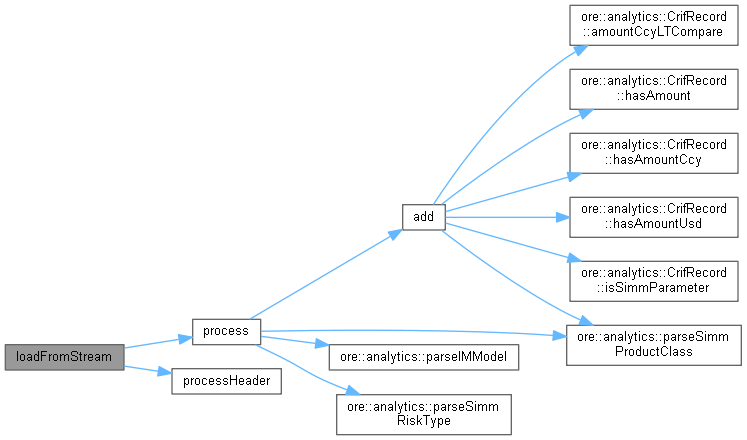 ore::analytics::CrifRecord
::amountCcyLTCompare
ore::analytics::CrifRecord
::hasAmount
ore::analytics::CrifRecord
::hasAmountCcy
add
ore::analytics::CrifRecord
::hasAmountUsd
ore::analytics::CrifRecord
::isSimmParameter
process
ore::analytics::parseSimm
ProductClass
loadFromStream
ore::analytics::parseIMModel
processHeader
ore::analytics::parseSimm
RiskType